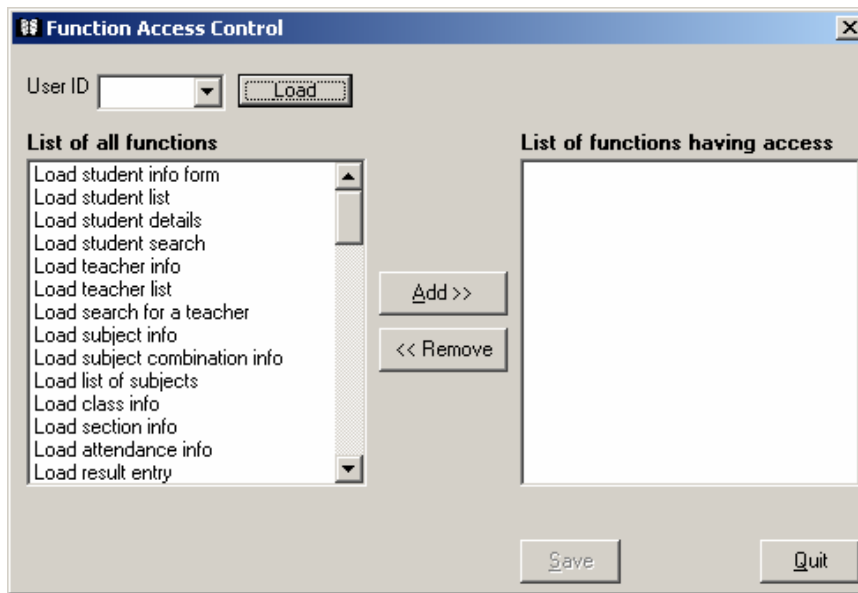 Function Access Control
User ID
Load
List of all functions
Load student info form
Load student list
Load student details
Load student search
Load teacher info
Load teacher list
Load search for a teacher
Load subject info
Load subject combination info
Load list of subjects
Load class info
Load section info
Load attendance info
Load result entry
Add >>
<< Remove
List of functions having access
Save
Quit